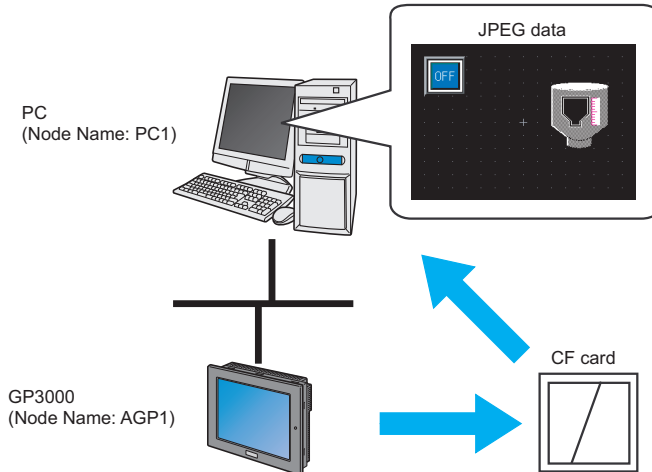 JPEG data
OFF
PC
(Node Name: PC1)
CF card
GP3000
(Node Name: AGP1)